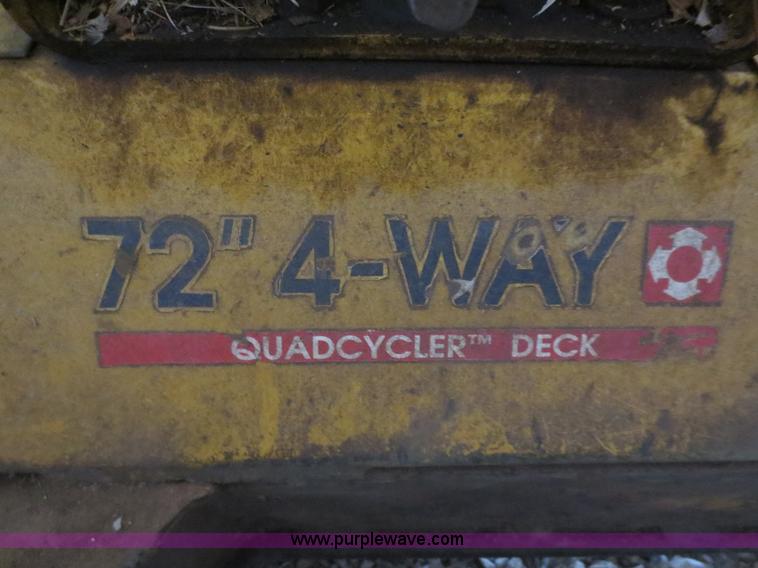 72" 4-WAY
QUADCYCLER™ DECK
www.purplewave.com